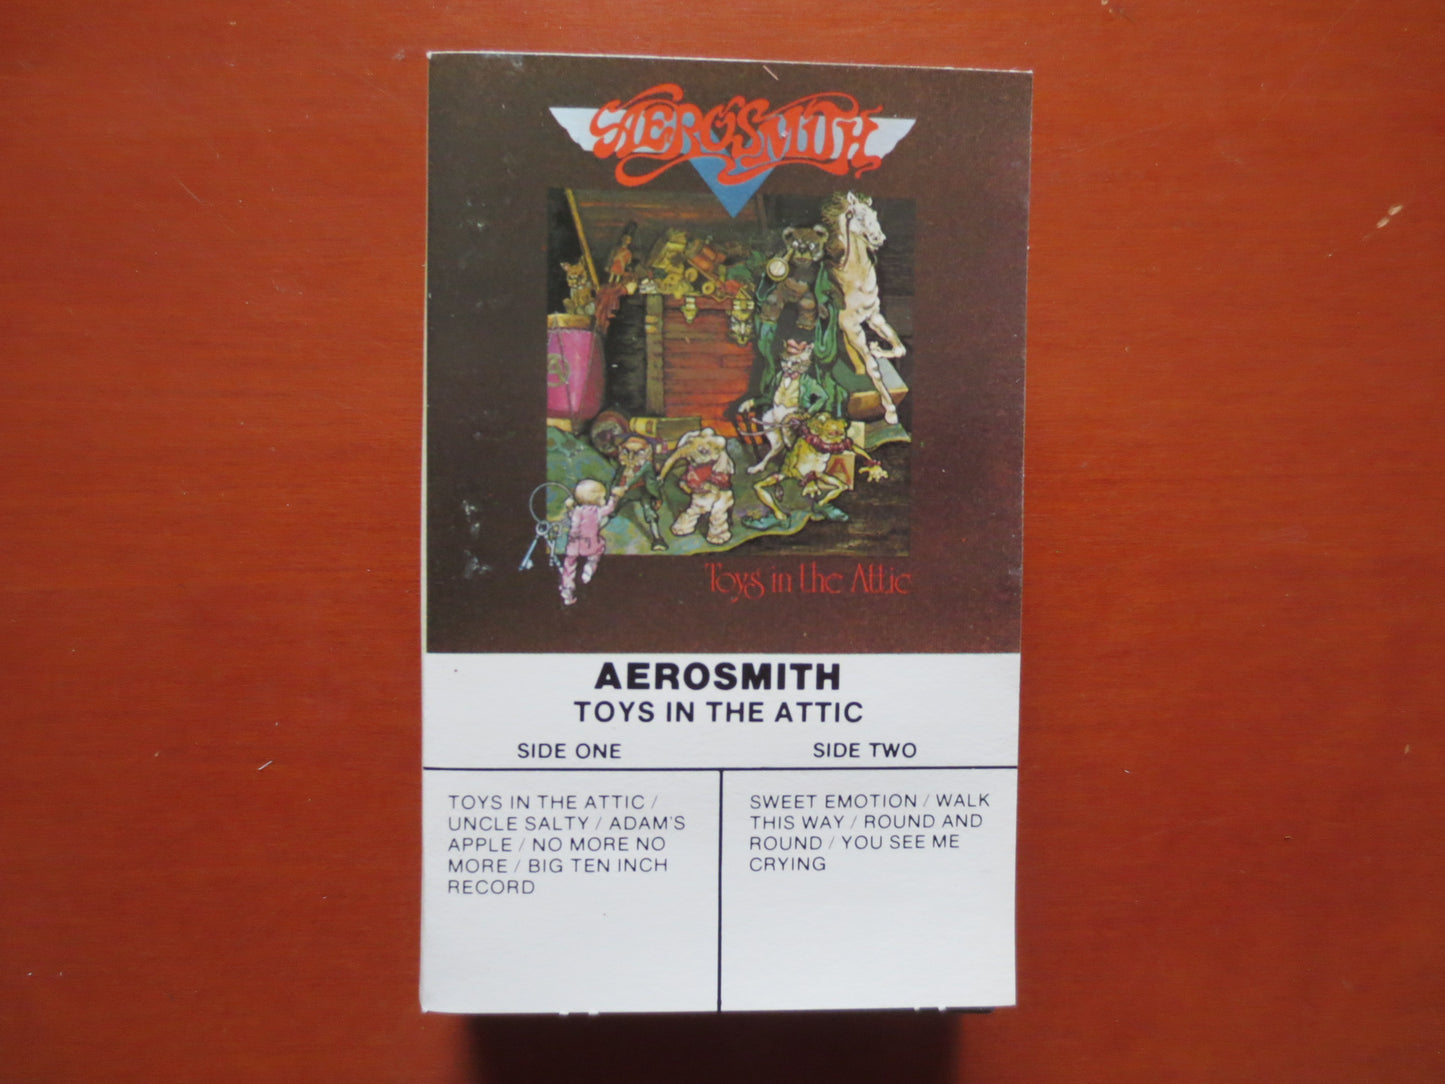 AEROSMITH
A
Toys in the Attic
AEROSMITH
TOYS IN THE ATTIC
SIDE ONE
SIDE TWO
TOYS IN THE ATTIC /
UNCLE SALTY / ADAM'S
APPLE / NO MORE NO
MORE / BIG TEN INCH
RECORD
SWEET EMOTION / WALK
THIS WAY / ROUND AND
ROUND / YOU SEE ME
CRYING